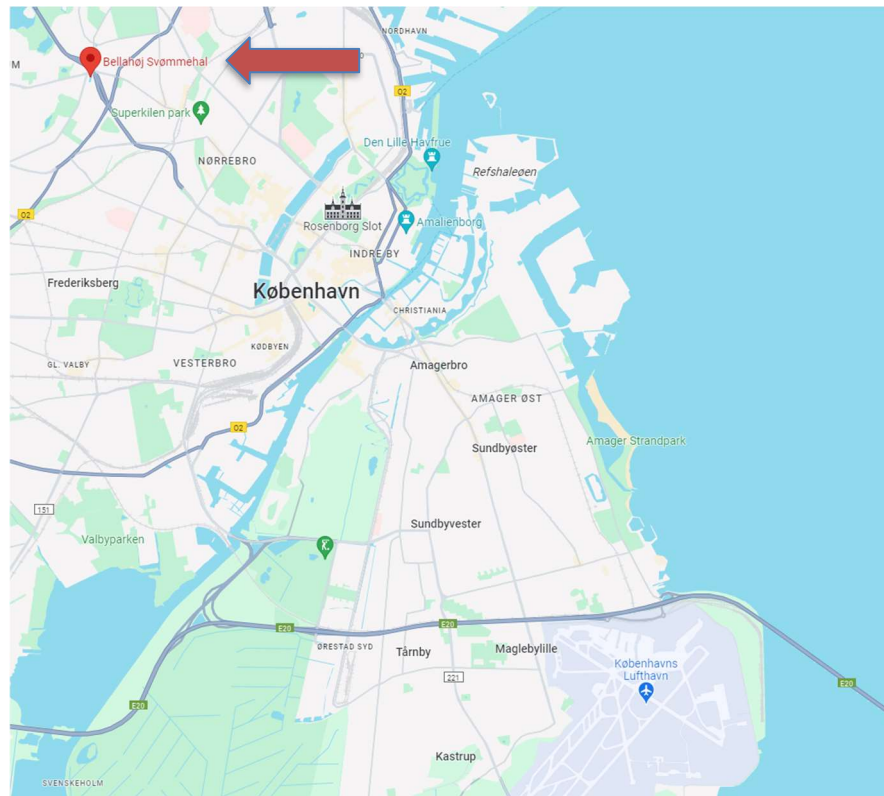 NORDHAVN
M
Bellahøj Svømmehal
O2
Superkilen park
Den Lille Havfrue
NØRREBRO
Refshaleøen
O2
Rosenborg Slot
Amalienborg
INDRE BY
Frederiksberg
København
CHRISTIANIA
KØDBYEN
GL. VALBY
VESTERBRO
Amagerbro
AMAGER ØST
O2
Amager Strandpark
Sundbyøster
151
Sundbyvester
Valbyparken
E20
E20
ØRESTAD SYD
Tårnby
Maglebylille
Københavns
Lufthavn
221
E20
E20
Kastrup
SVENSKEHOLM